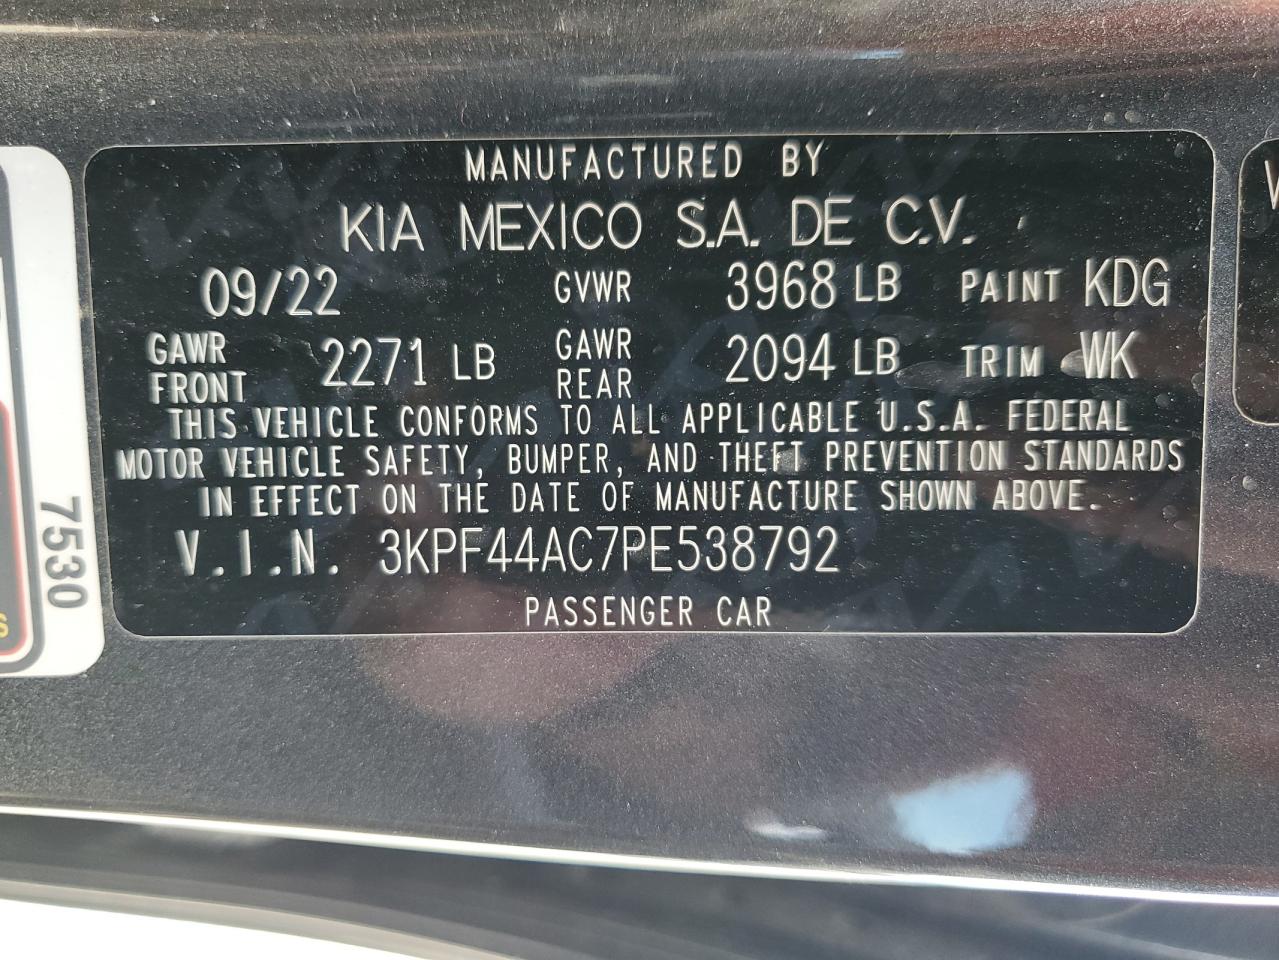 MANUFACTURED BY
KIA MEXICO S.A. DE C.V.
09/22 GVWR 3968 LB PAINT KDG
GAWR FRONT 2271 LB GAWR REAR 2094 LB TRIM WK
THIS VEHICLE CONFORMS TO ALL APPLICABLE U.S.A. FEDERAL
MOTOR VEHICLE SAFETY, BUMPER, AND THEFT PREVENTION STANDARDS
IN EFFECT ON THE DATE OF MANUFACTURE SHOWN ABOVE.
V.I.N. 3KPF44AC7PE538792
PASSENGER CAR
7530